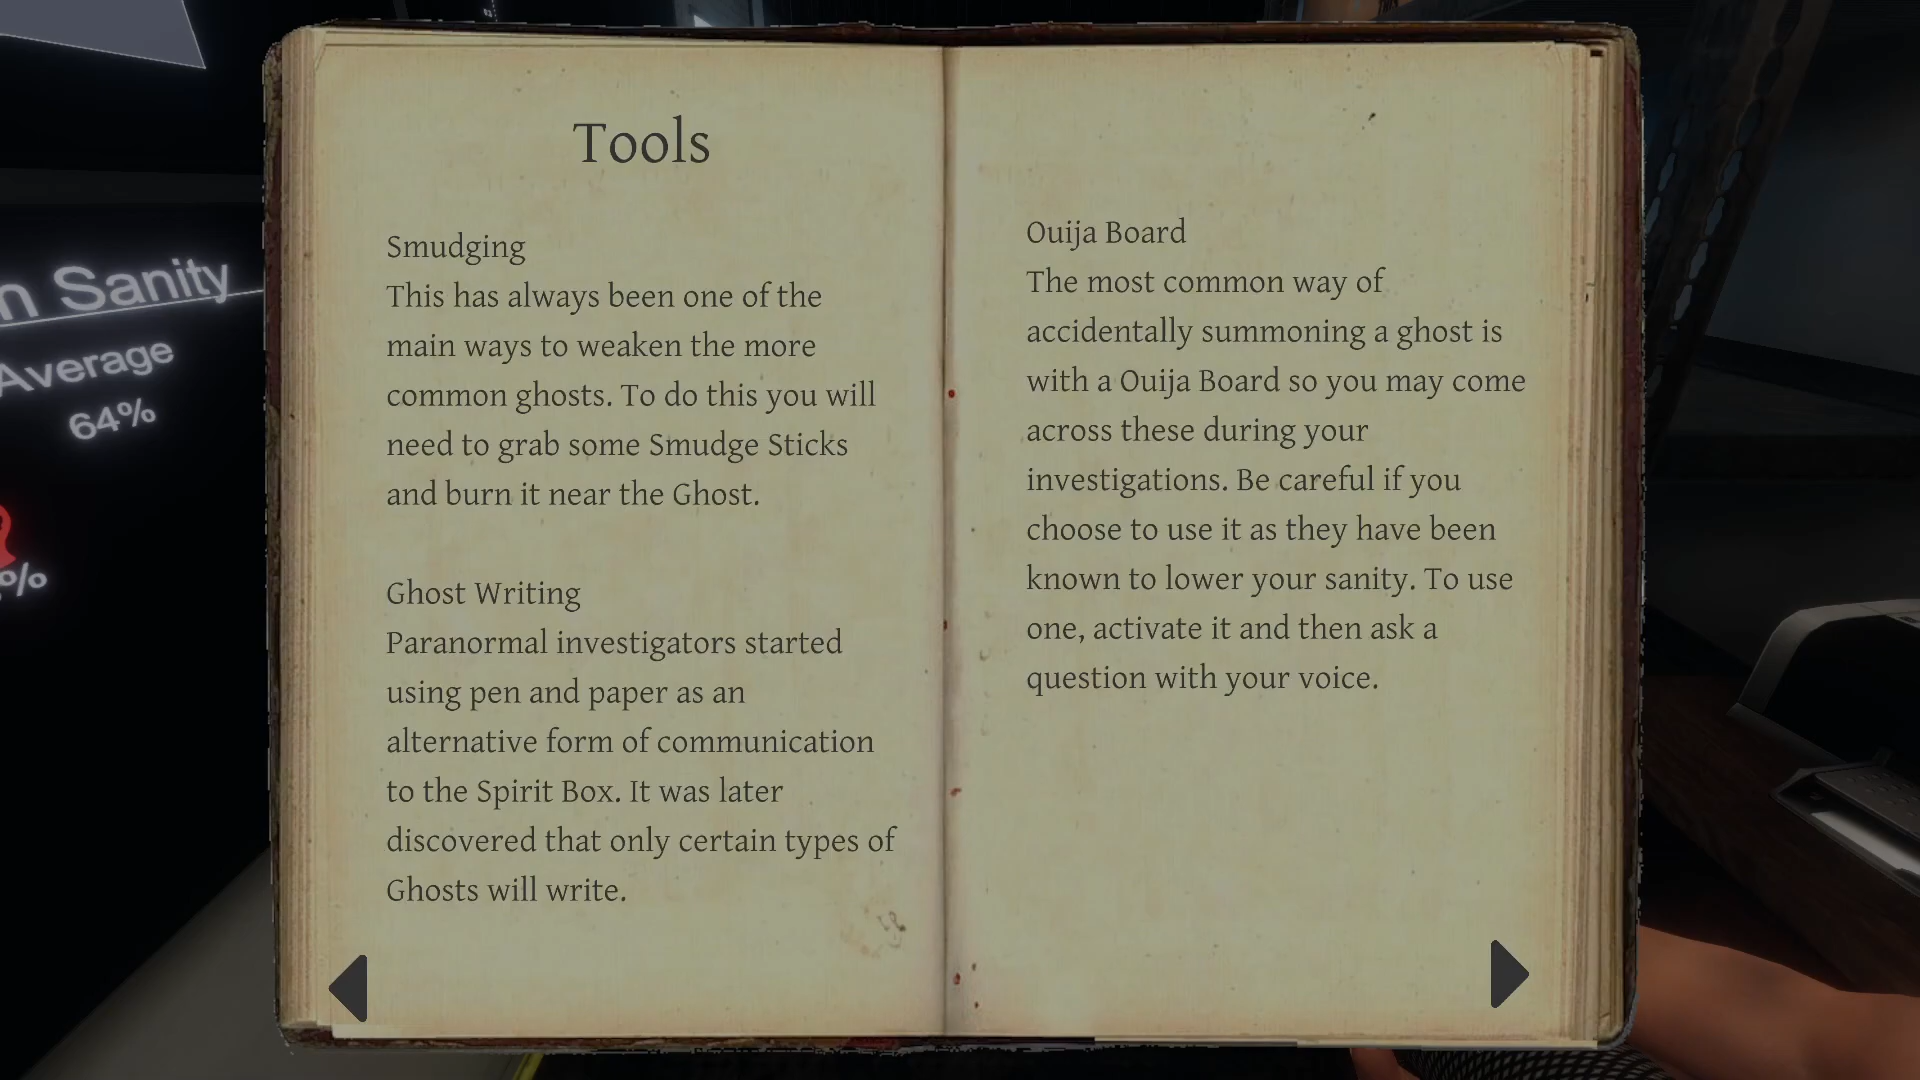 n Sanity
Average
64%
%
Tools
Smudging
This has always been one of the
main ways to weaken the more
common ghosts. To do this you will
need to grab some Smudge Sticks
and burn it near the Ghost.
Ghost Writing
Paranormal investigators started
using pen and paper as an
alternative form of communication
to the Spirit Box. It was later
discovered that only certain types of
Ghosts will write.
Ouija Board
The most common way of
accidentally summoning a ghost is
with a Ouija Board so you may come
across these during your
investigations. Be careful if you
choose to use it as they have been
known to lower your sanity. To use
one, activate it and then ask a
question with your voice.